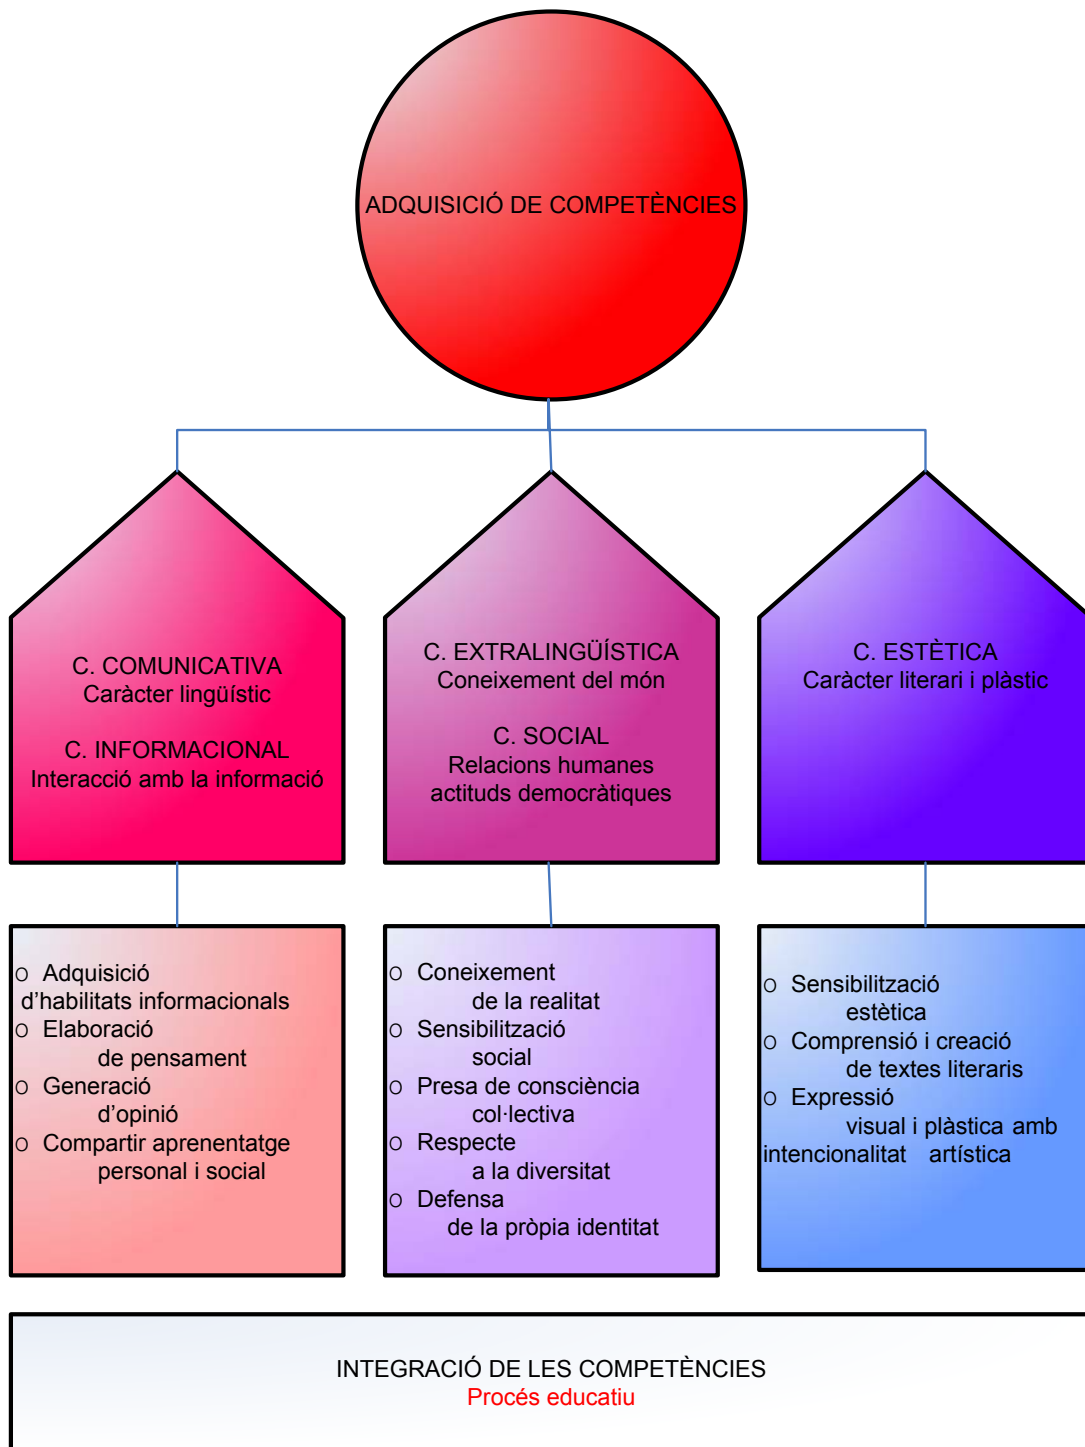 ADQUISICIÓ DE COMPETÈNCIES
C. COMUNICATIVA
Caràcter lingüístic
C. INFORMACIONAL
Interacció amb la informació
C. EXTRALINGÜÍSTICA
Coneixement del món
C. SOCIAL
Relacions humanes
actituds democràtiques
C. ESTÈTICA
Caràcter literari i plàstic
o Adquisició
d’habilitats informacionals
o Elaboració
de pensament
o Generació
d’opinió
o Compartir aprenentatge
personal i social
o Coneixement
de la realitat
o Sensibilització
social
o Presa de consciència
col·lectiva
o Respecte
a la diversitat
o Defensa
de la pròpia identitat
o Sensibilització
estètica
o Comprensió i creació
de textes literaris
o Expressió
visual i plàstica amb
intencionalitat artística
INTEGRACIÓ DE LES COMPETÈNCIES
Procés educatiu